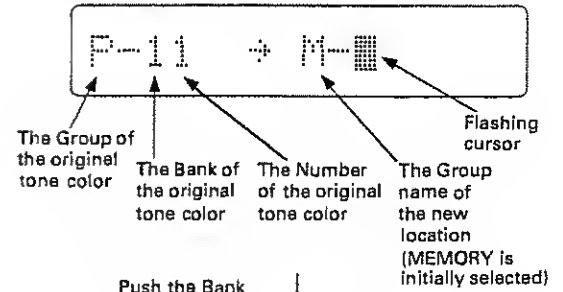 P-11 → M-
The Group of
the original
tone color
The Bank of
the original
tone color
The Number
of the original
tone color
The Group
name of
the new
location
(MEMORY is
initially selected)
Flashing
cursor
Push the Bank